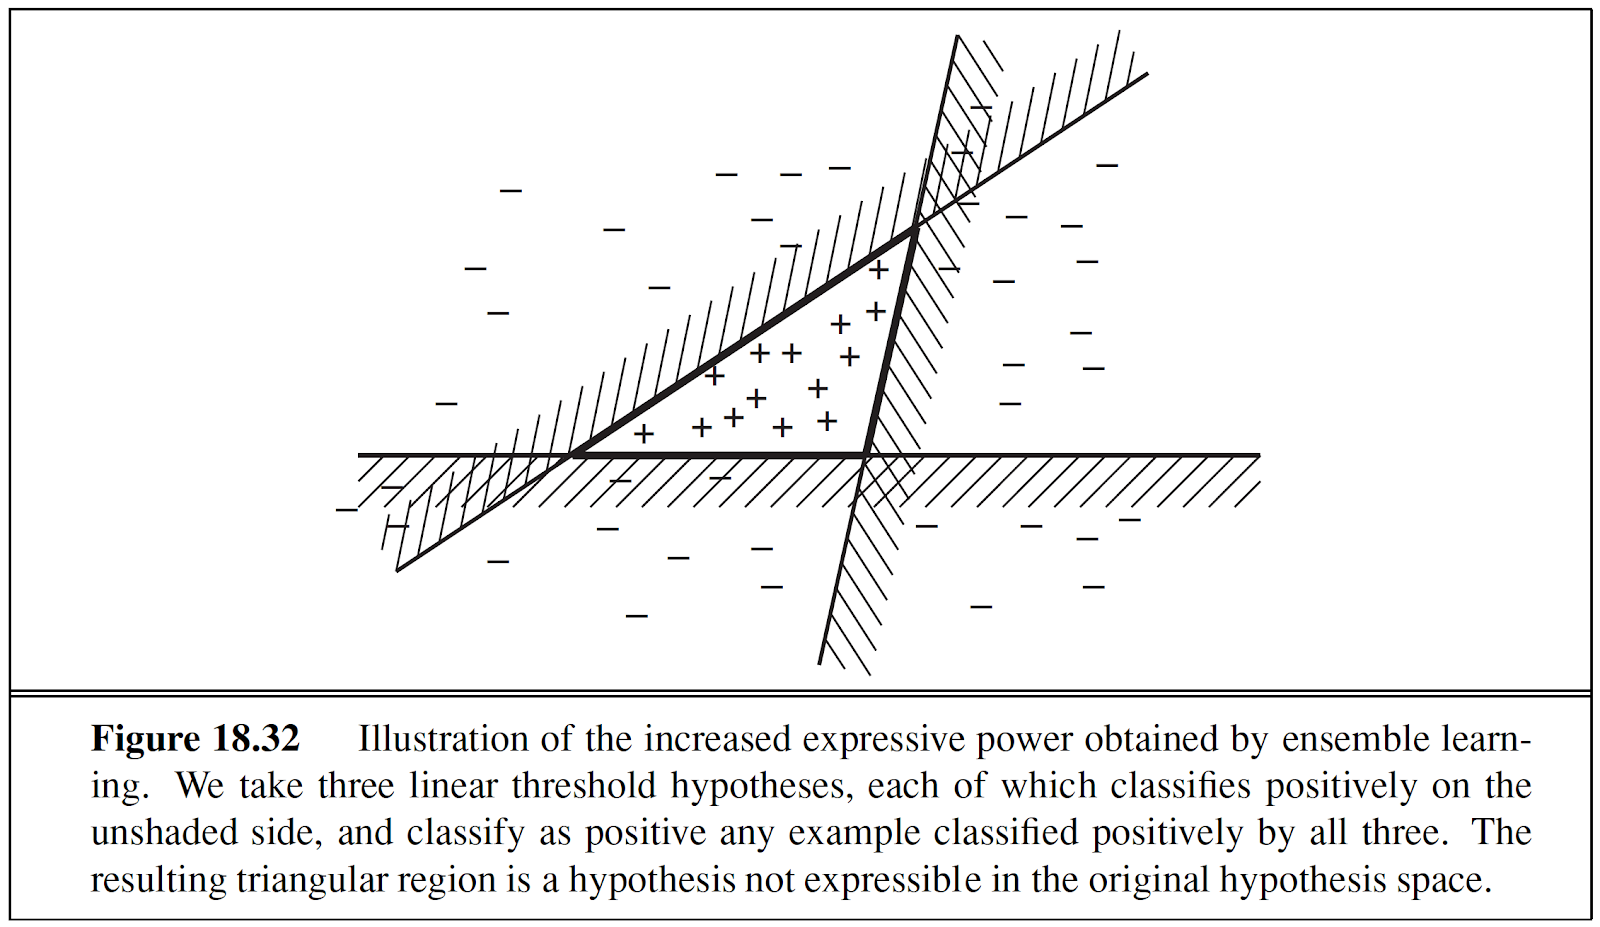 Figure 18.32 Illustration of the increased expressive power obtained by ensemble learn-
ing. We take three linear threshold hypotheses, each of which classifies positively on the
unshaded side, and classify as positive any example classified positively by all three. The
resulting triangular region is a hypothesis not expressible in the original hypothesis space.